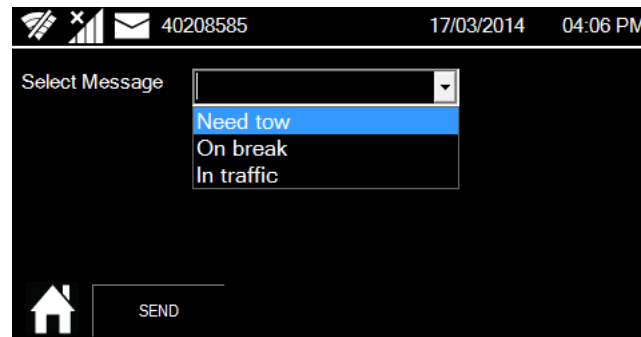 40208585 17/03/2014 04:06 PM
Select Message
Need tow
On break
In traffic
SEND